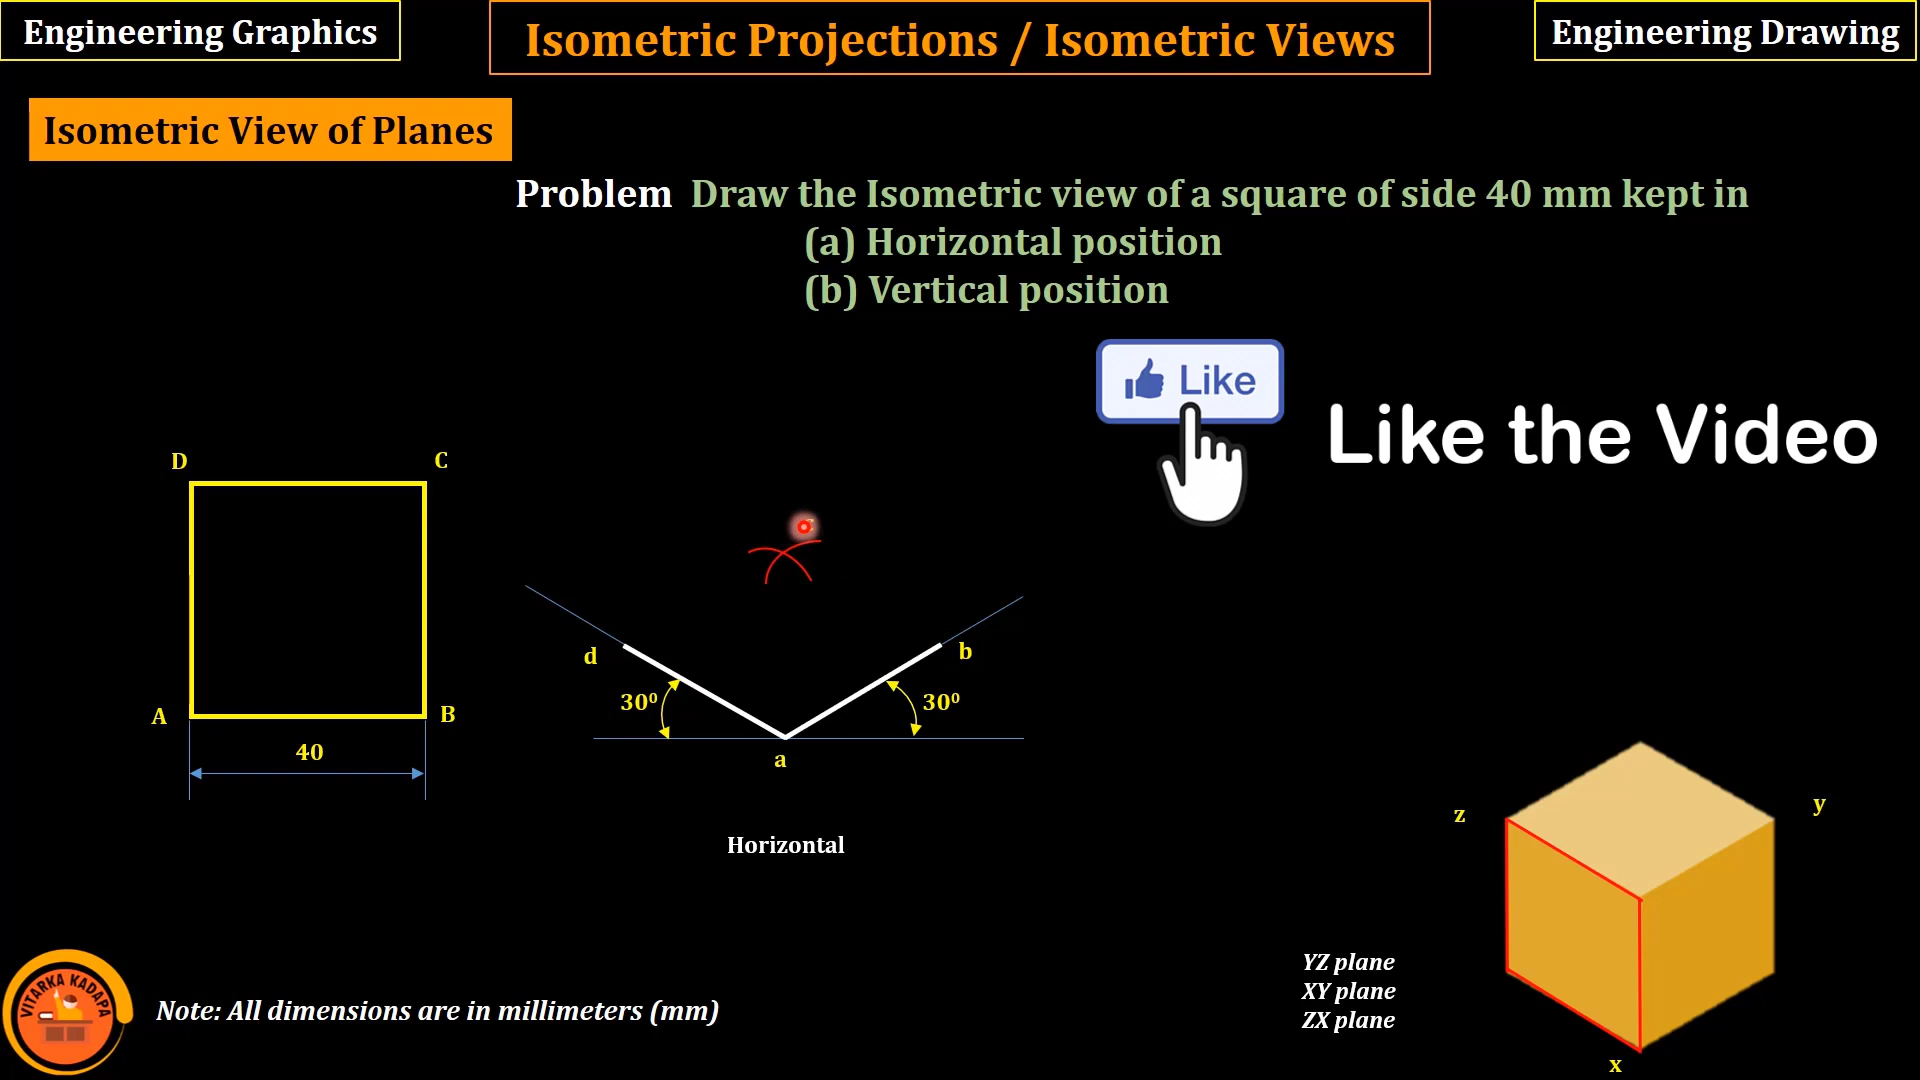 Engineering Graphics
Isometric Projections / Isometric Views
Engineering Drawing
Isometric View of Planes
Problem Draw the Isometric view of a square of side 40 mm kept in
(a) Horizontal position
(b) Vertical position
Like
Like the Video
D
C
A
B
40
c
d
b
30⁰
30⁰
a
Horizontal
z
y
x
YZ plane
XY plane
ZX plane
VITARKA KADAPA
Note: All dimensions are in millimeters (mm)